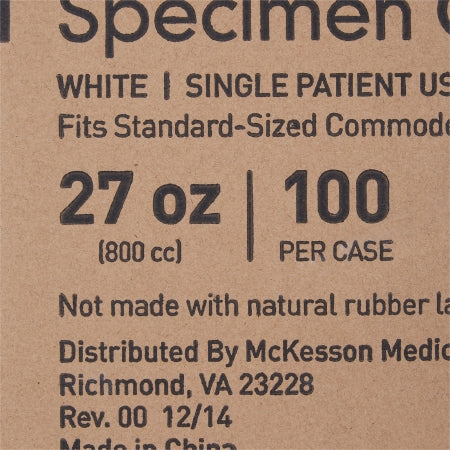 Specimen
WHITE | SINGLE PATIENT US
Fits Standard-Sized Commode
27 oz | 100
(800 cc) PER CASE
Not made with natural rubber la
Distributed By McKesson Medic
Richmond, VA 23228
Rev. 00 12/14
Made in China